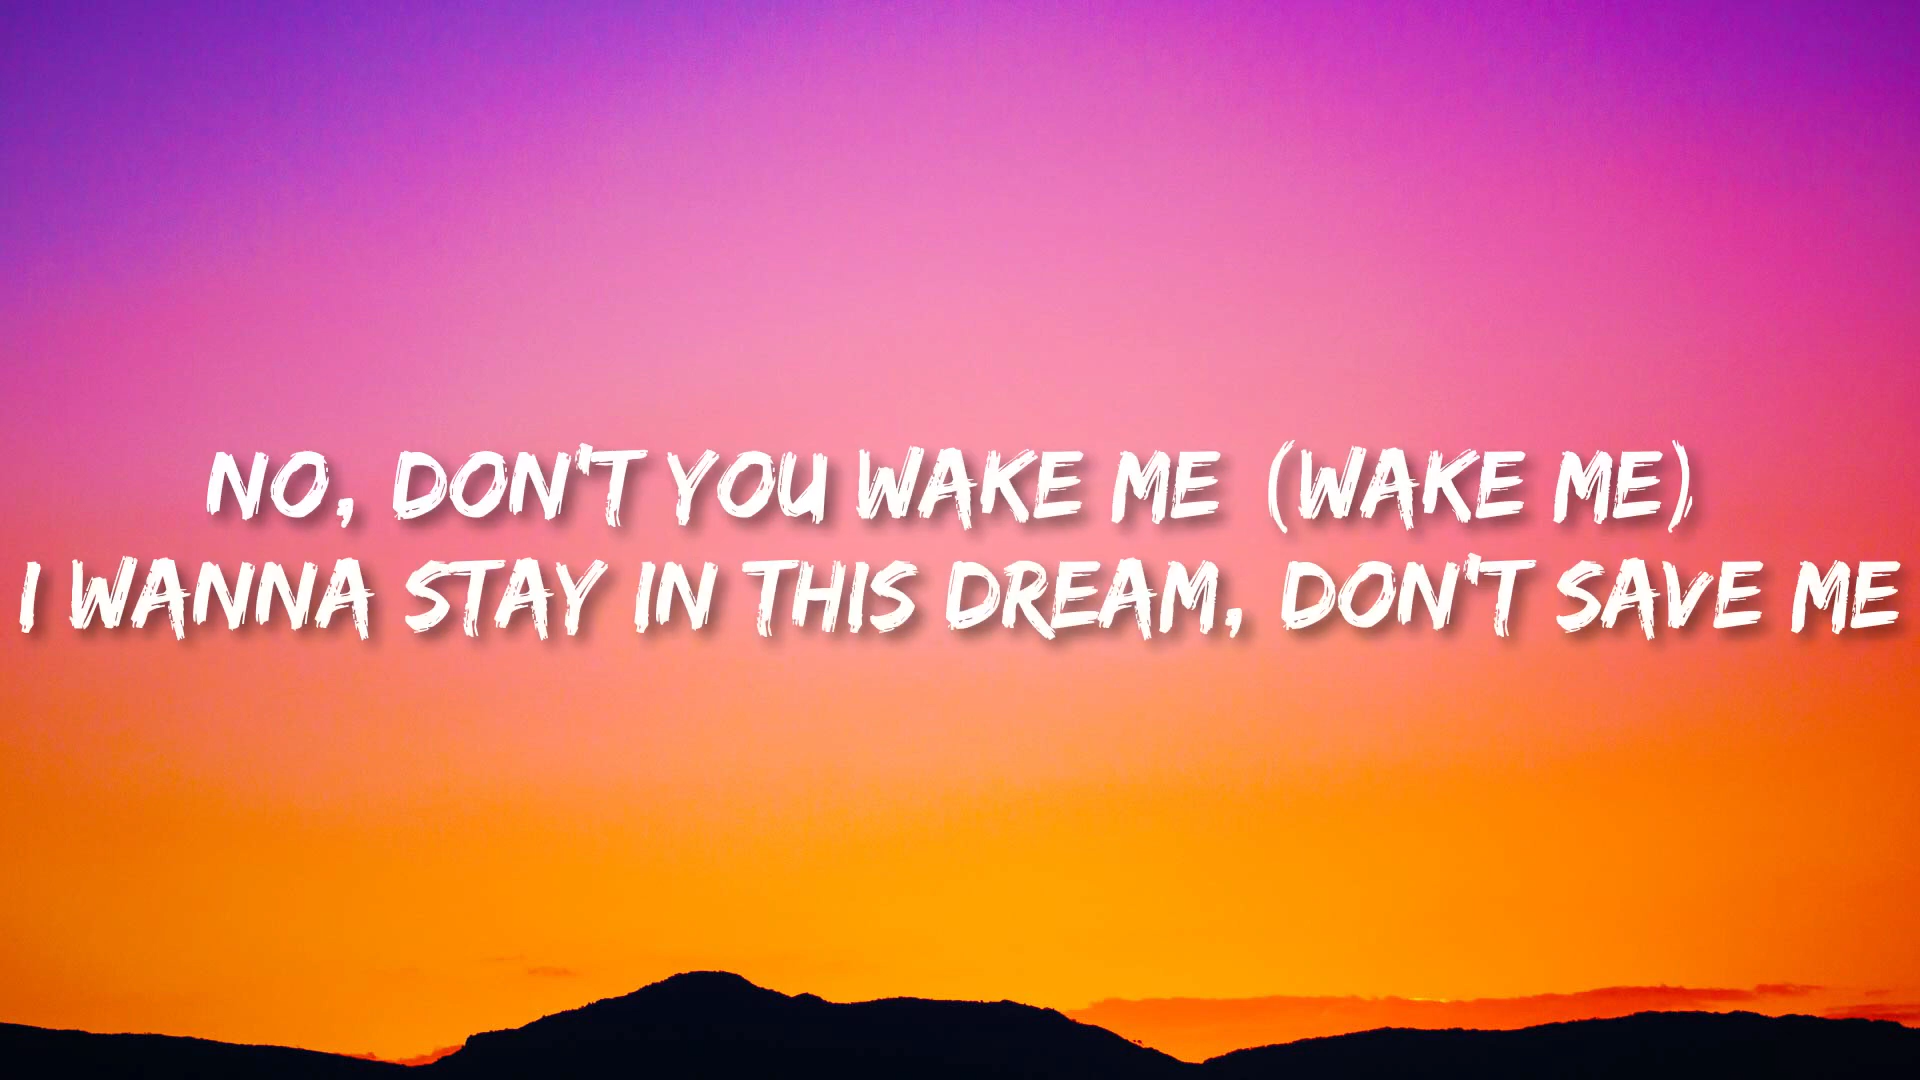 NO, DON'T YOU WAKE ME (WAKE ME)
I WANNA STAY IN THIS DREAM, DON'T SAVE ME